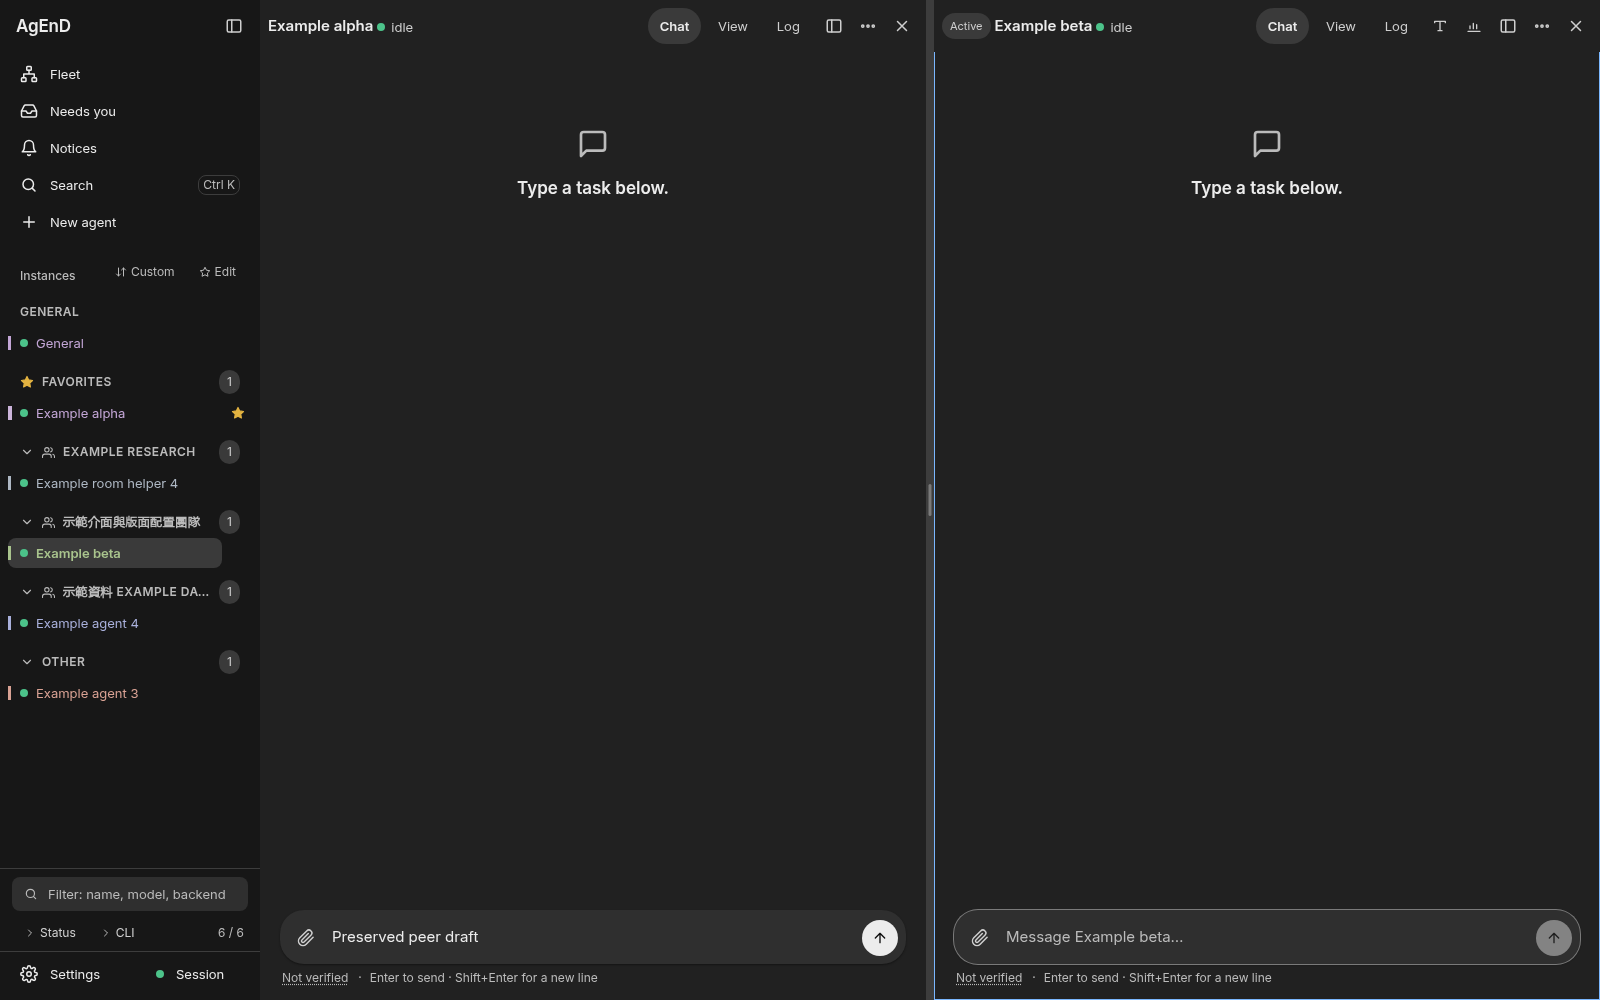 AgEnD
Fleet
Needs you
Notices
Search Ctrl K
New agent
Instances Custom Edit
GENERAL
General
FAVORITES 1
Example alpha
EXAMPLE RESEARCH 1
Example room helper 4
示範介面與版面配置團隊 1
Example beta
示範資料 EXAMPLE DA... 1
Example agent 4
OTHER 1
Example agent 3
Filter: name, model, backend
Status CLI 6 / 6
Settings Session
Example alpha idle Chat View Log
Type a task below.
Preserved peer draft
Not verified · Enter to send · Shift+Enter for a new line
Active Example beta idle Chat View Log
Type a task below.
Message Example beta...
Not verified · Enter to send · Shift+Enter for a new line